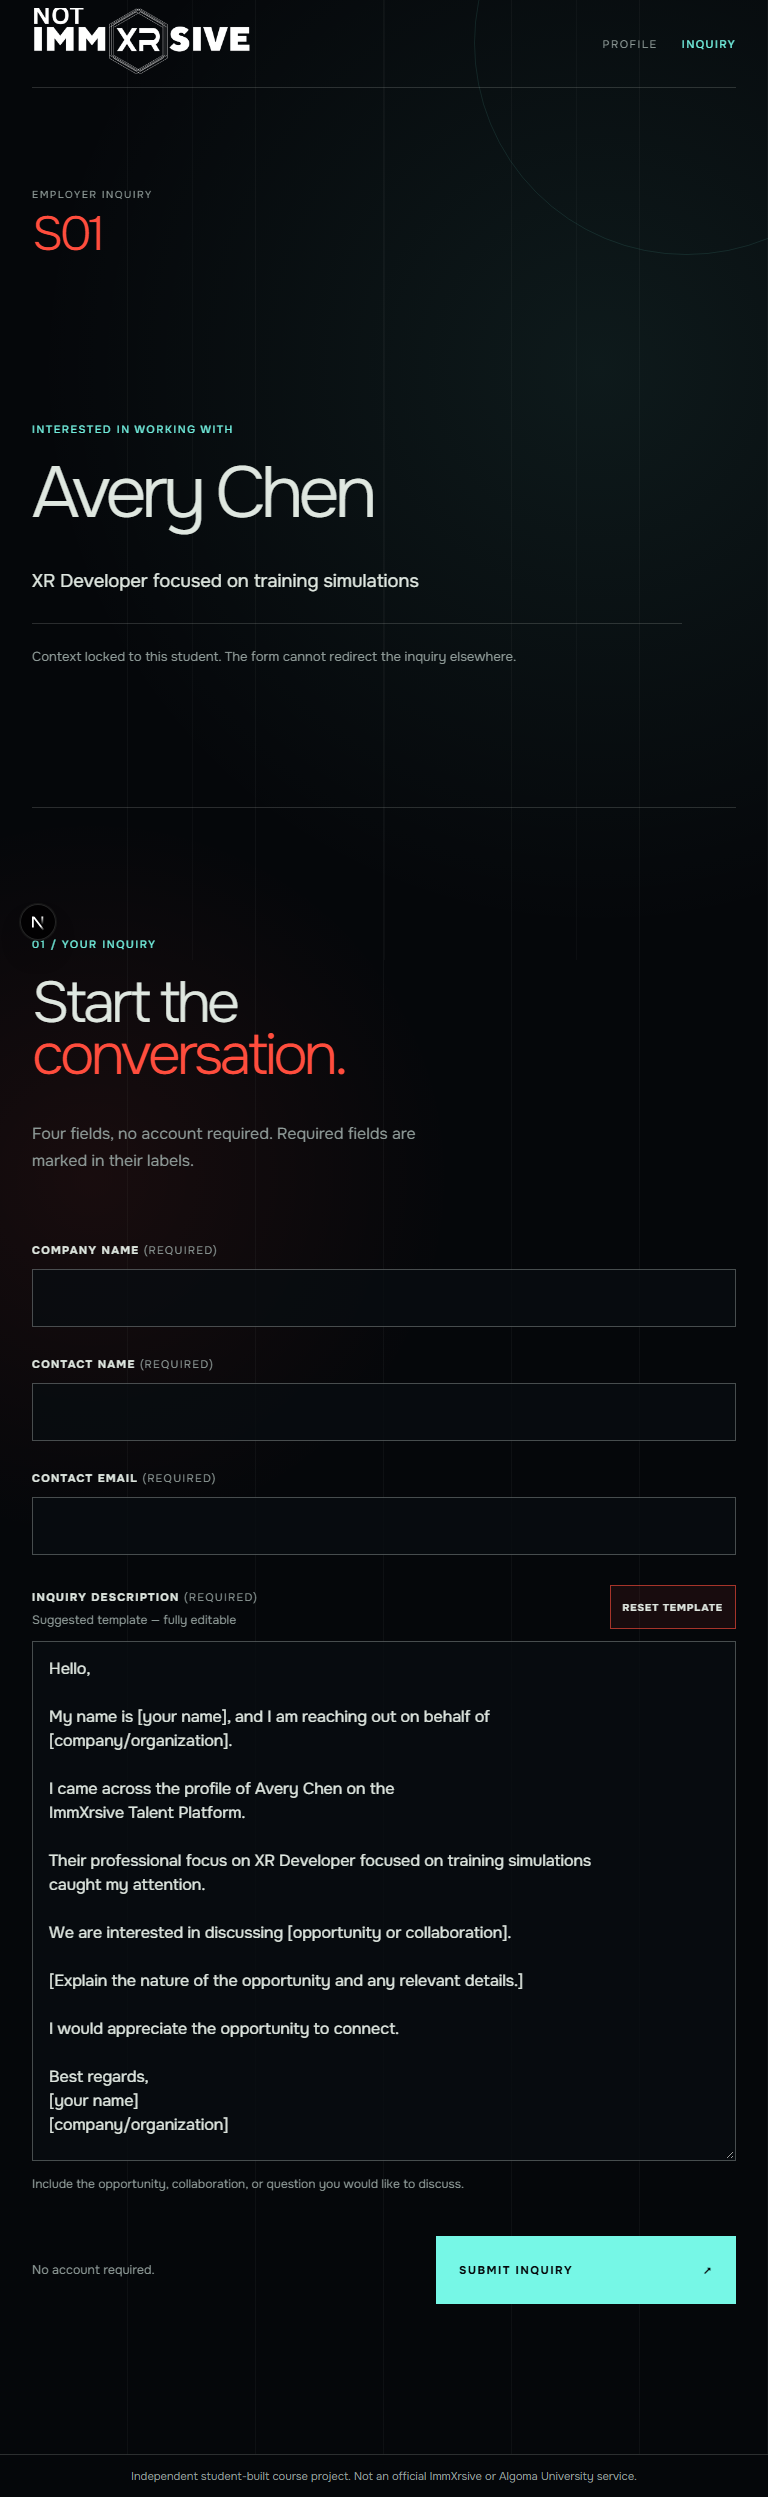 NOT
IMMXRSIVE
PROFILE INQUIRY
EMPLOYER INQUIRY
S01
INTERESTED IN WORKING WITH
Avery Chen
XR Developer focused on training simulations
Context locked to this student. The form cannot redirect the inquiry elsewhere.
N
01 / YOUR INQUIRY
Start the
conversation.
Four fields, no account required. Required fields are
marked in their labels.
COMPANY NAME (REQUIRED)
CONTACT NAME (REQUIRED)
CONTACT EMAIL (REQUIRED)
INQUIRY DESCRIPTION (REQUIRED)
Suggested template — fully editable
RESET TEMPLATE
Hello,
My name is [your name], and I am reaching out on behalf of
[company/organization].
I came across the profile of Avery Chen on the
ImmXrsive Talent Platform.
Their professional focus on XR Developer focused on training simulations
caught my attention.
We are interested in discussing [opportunity or collaboration].
[Explain the nature of the opportunity and any relevant details.]
I would appreciate the opportunity to connect.
Best regards,
[your name]
[company/organization]
Include the opportunity, collaboration, or question you would like to discuss.
No account required.
SUBMIT INQUIRY ↗
Independent student-built course project. Not an official ImmXrsive or Algoma University service.